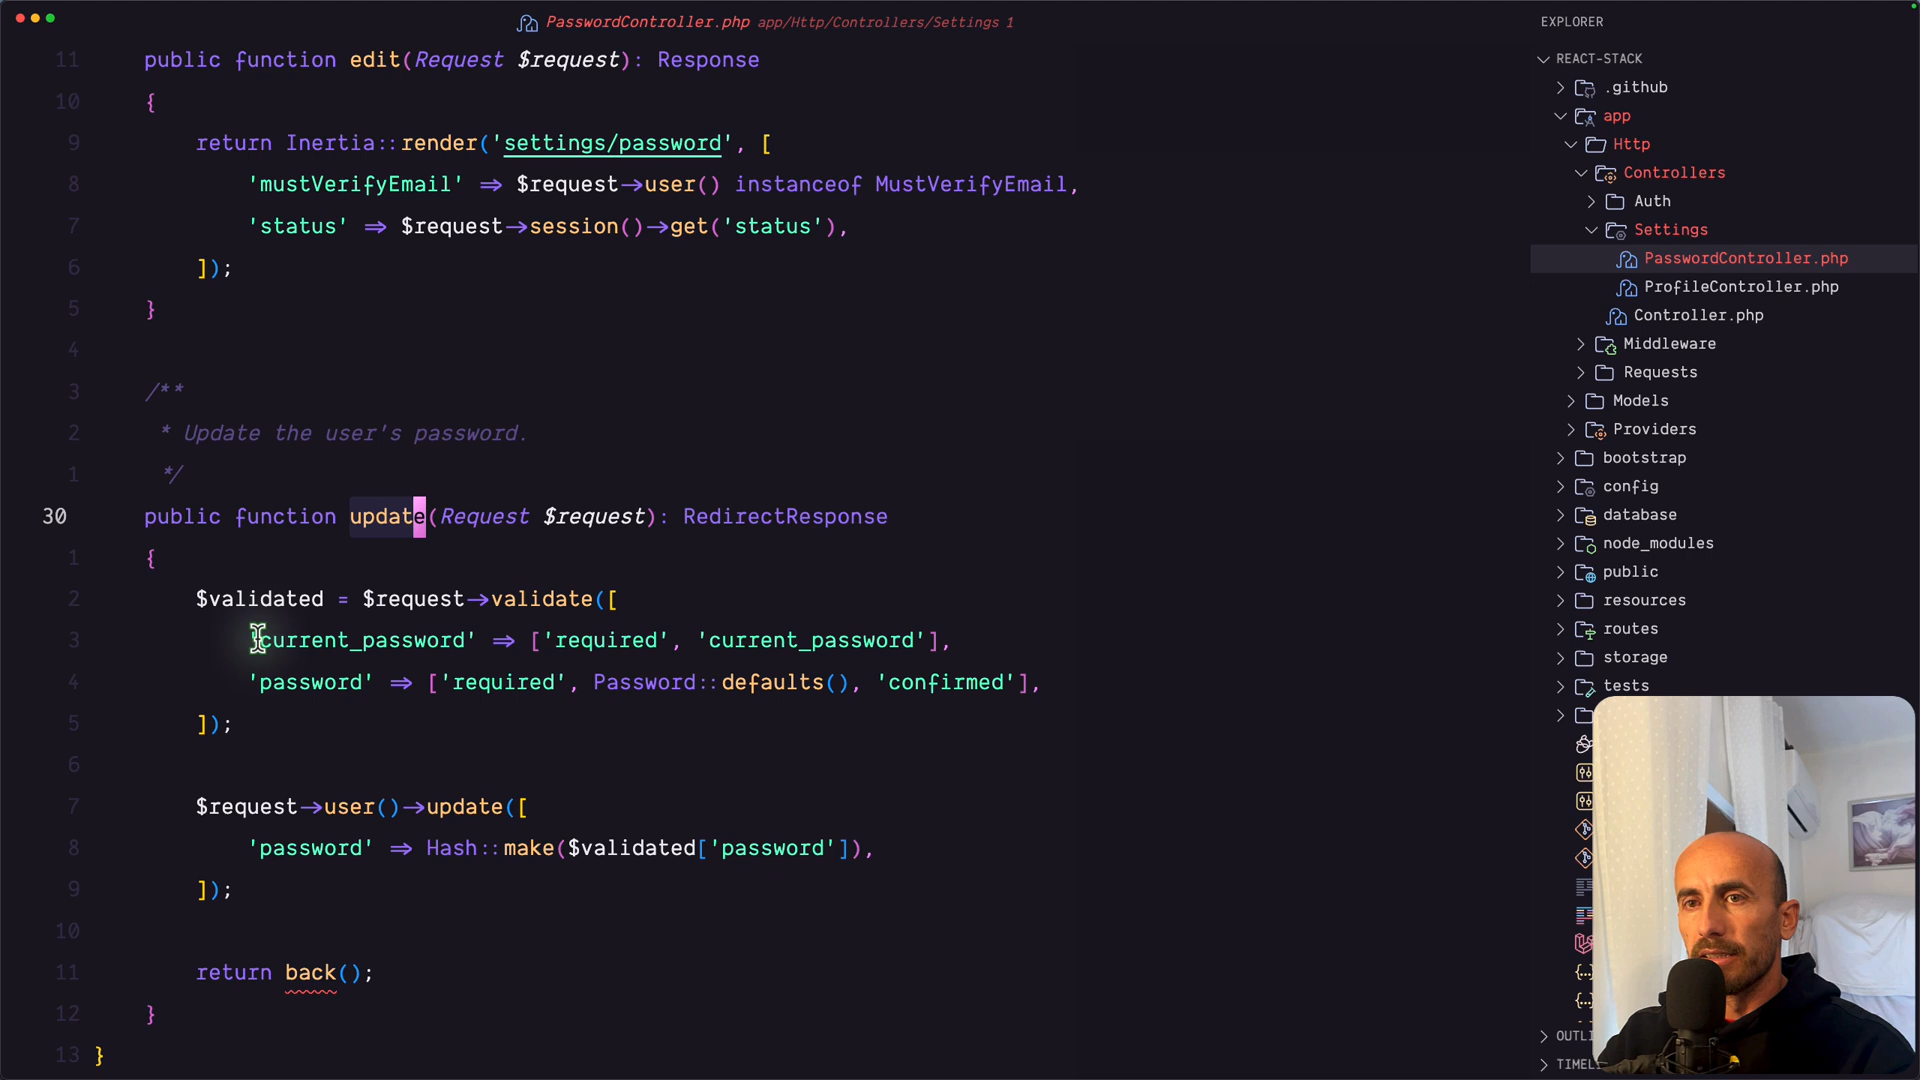 PasswordController.php app/Http/Controllers/Settings 1
11 public function edit(Request $request): Response
10 {
9 return Inertia::render('settings/password', [
8 'mustVerifyEmail' => $request->user() instanceof MustVerifyEmail,
7 'status' => $request->session()->get('status'),
6 ]);
5 }
4
3 /**
2 * Update the user's password.
1 */
30 public function update(Request $request): RedirectResponse
1 {
2 $validated = $request->validate([
3 'current_password' => ['required', 'current_password'],
4 'password' => ['required', Password::defaults(), 'confirmed'],
5 ]);
6
7 $request->user()->update([
8 'password' => Hash::make($validated['password']),
9 ]);
10
11 return back();
12 }
13 }
EXPLORER
REACT-STACK
.github
app
Http
Controllers
Auth
Settings
PasswordController.php
ProfileController.php
Controller.php
Middleware
Requests
Models
Providers
bootstrap
config
database
node_modules
public
resources
routes
storage
tests
OUTLI
TIMEL